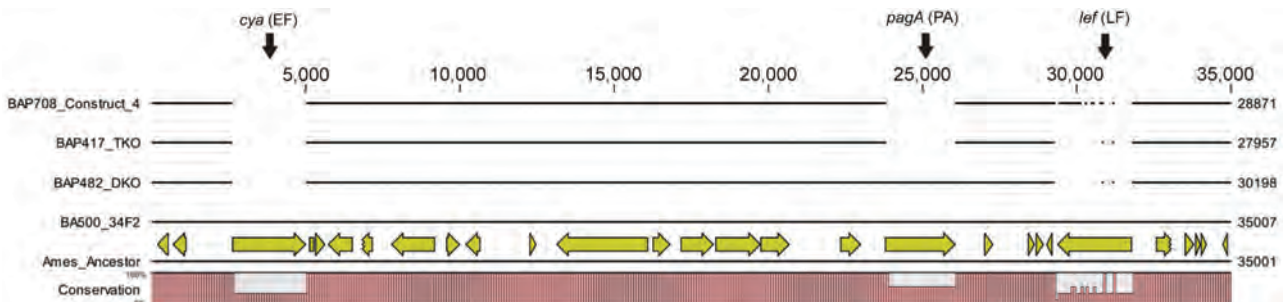 cya (EF) pagA (PA) lef (LF)
5,000 10,000 15,000 20,000 25,000 30,000 35,000
BAP708_Construct_4 28871
BAP417_TKO 27957
BAP482_DKO 30198
BA500_34F2 35007
Ames_Ancestor 35001
100%
Conservation